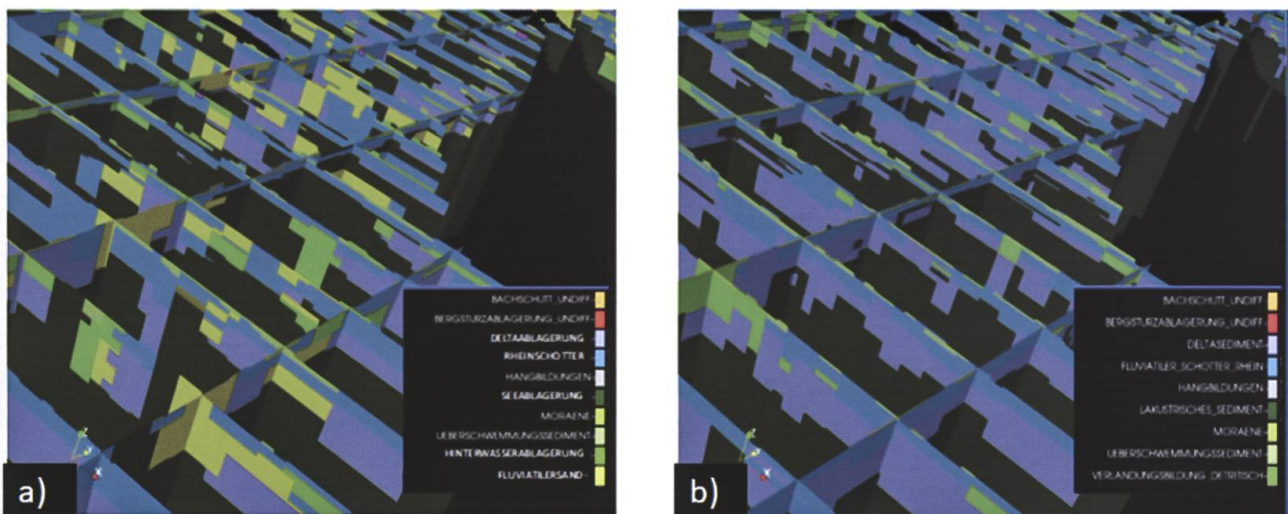 BACHSCHUTT_UNDIFF
BERGSTURZABLAGERUNG_UNDIFF
DELTAABLAGERUNG
RHEINSCHOTTER
HANGBILDUNGEN
SEEABLAGERUNG
MORAENE
UEBERSCHWEMMUNGSSEDIMENT
HINTERWASSERABLAGERUNG
FLUVIATILERSAND
X
a)
BACHSCHUTT_UNDIFF
BERGSTURZABLAGERUNG_UNDIFF
DELTASEDIMENT
FLUVIATILER_SCHOTTER_RHEIN
HANGBILDUNGEN
LAKUSTRISCHES_SEDIMENT
MORAENE
UEBERSCHWEMMUNGSSEDIMENT
VERLANDUNGSBILDUNG_DETRITISCH
X
b)